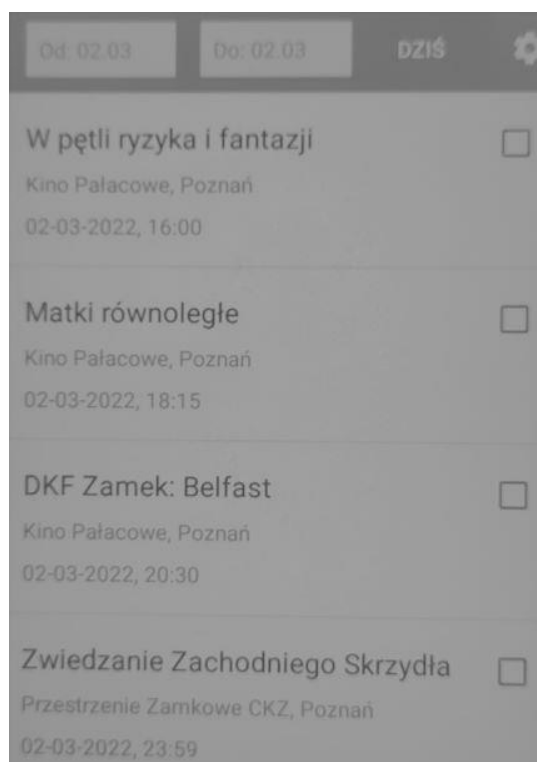 Od: 02.03 Do: 02.03 DZIŚ
W pętli ryzyka i fantazji
Kino Pałacowe, Poznań
02-03-2022, 16:00
Matki równoległe
Kino Pałacowe, Poznań
02-03-2022, 18:15
DKF Zamek: Belfast
Kino Pałacowe, Poznań
02-03-2022, 20:30
Zwiedzanie Zachodniego Skrzydła
Przestrzenie Zamkowe CKZ, Poznań
02-03-2022, 23:59